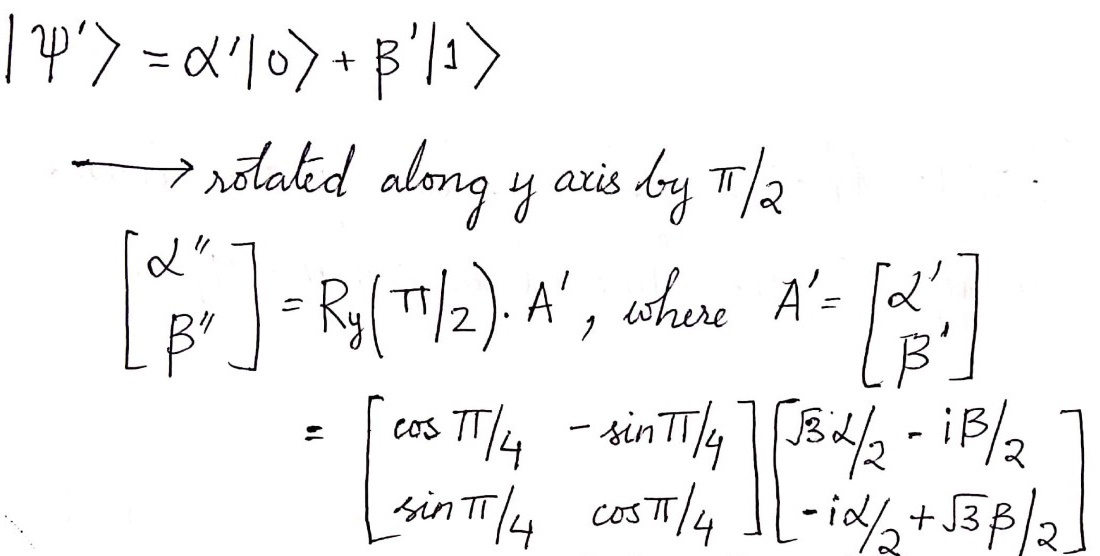 |ψ'⟩ = α'|0⟩ + β'|1⟩
⟶ rotated along y axis by π/2
[α'' β''] = Ry(π/2). A', where A' = [α' β']
= [cos π/4 -sin π/4 sin π/4 cos π/4] [√3α/2 - iβ/2 -iα/2 + √3β/2]